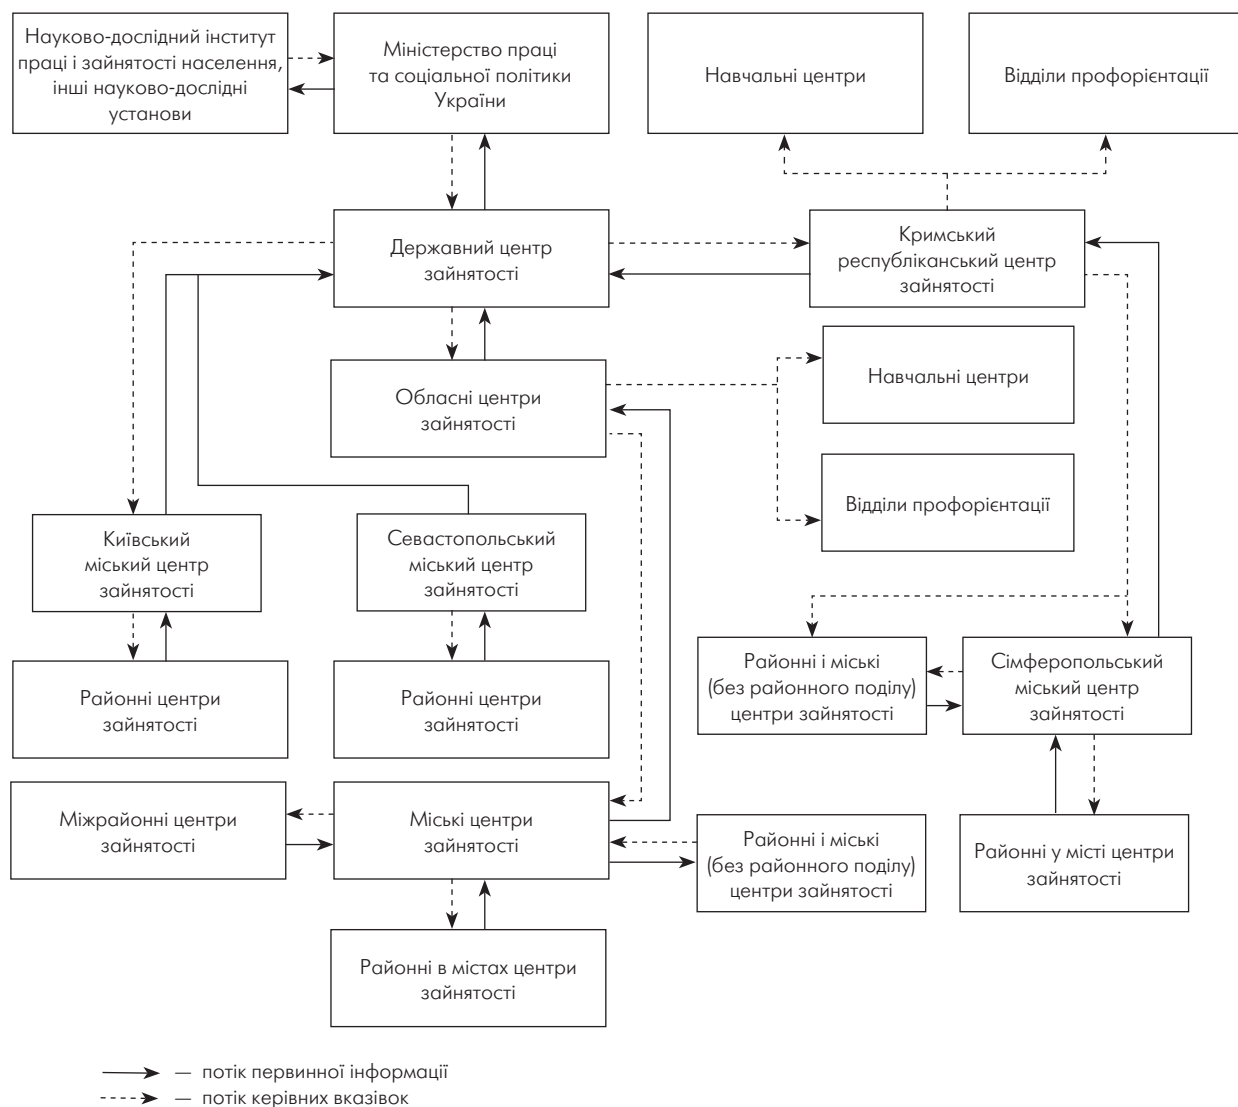 Науково-дослідний інститут
праці і зайнятості населення,
інші науково-дослідні
установи
Міністерство праці
та соціальної політики
України
Навчальні центри
Відділи профорієнтації
Державний центр
зайнятості
Кримський
республіканський центр
зайнятості
Обласні центри
зайнятості
Навчальні центри
Відділи профорієнтації
Київський
міський центр
зайнятості
Севастопольський
міський центр
зайнятості
Районні центри
зайнятості
Районні центри
зайнятості
Районні і міські
(без районного поділу)
центри зайнятості
Сімферопольський
міський центр
зайнятості
Міжрайонні центри
зайнятості
Міські центри
зайнятості
Районні і міські
(без районного поділу)
центри зайнятості
Районні у місті центри
зайнятості
Районні в містах центри
зайнятості
— потік первинної інформації
— потік керівних вказівок